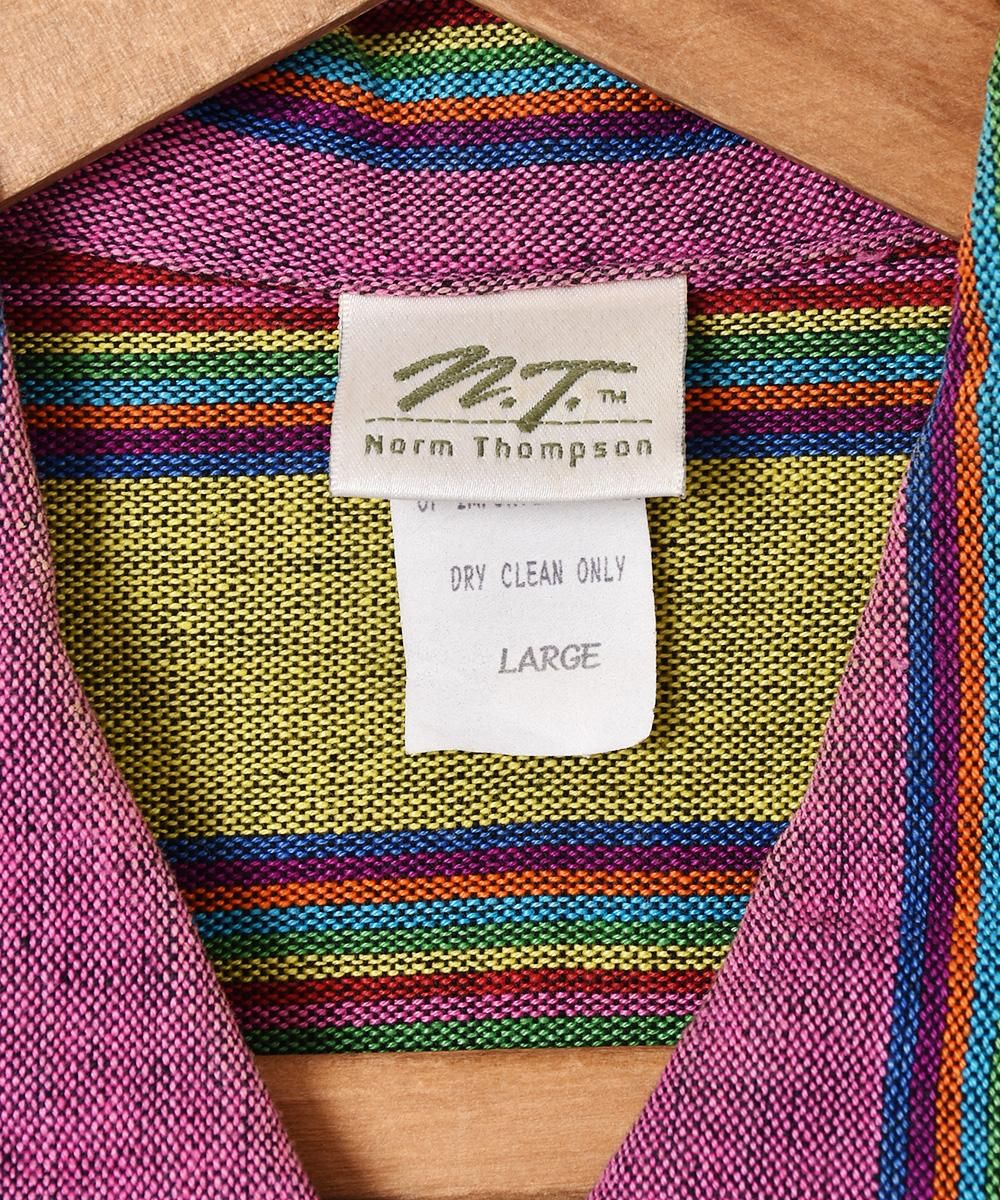 N.T.™
Norm Thompson
DRY CLEAN ONLY
LARGE